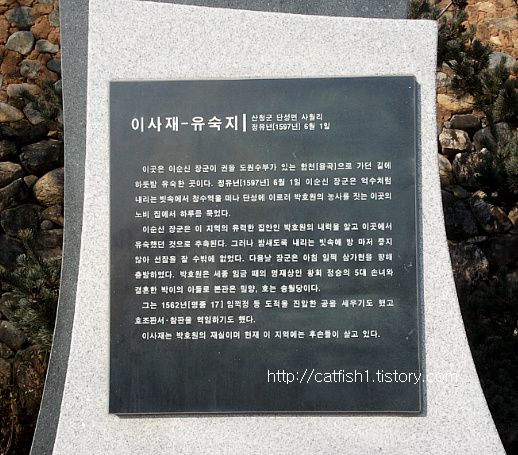 이사재-유숙지
산청군 단성면 사월리
정유년(1597년) 6월 1일
이곳은 이순신 장군이 권율 도원수부가 있는 합천[율곡]으로 가던 길에
하룻밤 유숙한 곳이다. 정유년[1597년] 6월 1일 이순신 장군은 억수처럼
내리는 빗속에서 청수역을 떠나 단성에 이르러 박호원의 농사를 짓는 이곳의
노비 집에서 하루를 묵었다.
이순신 장군은 이 지역의 유력한 집안인 박호원의 내력을 알고 이곳에서
유숙했던 것으로 추측된다. 그러나 밤새도록 내리는 빗속에 방 마저 좋지
않아 선잠을 잘 수밖에 없었다. 다음날 장군은 아침 일찍 삼가현을 향해
출발하였다. 박호원은 세종 임금 때의 명재상인 황희 정승의 5대 손녀와
결혼한 박이의 아들로 본관은 밀양, 호는 송월당이다.
그는 1562년[명종 17] 임꺽정 등 도적을 진압한 공을 세우기도 했고
호조판서·참판을 역임하기도 했다.
이사재는 박호원의 재실이며 현재 이 지역에는 후손들이 살고 있다.
http://catfish1.tistory.com